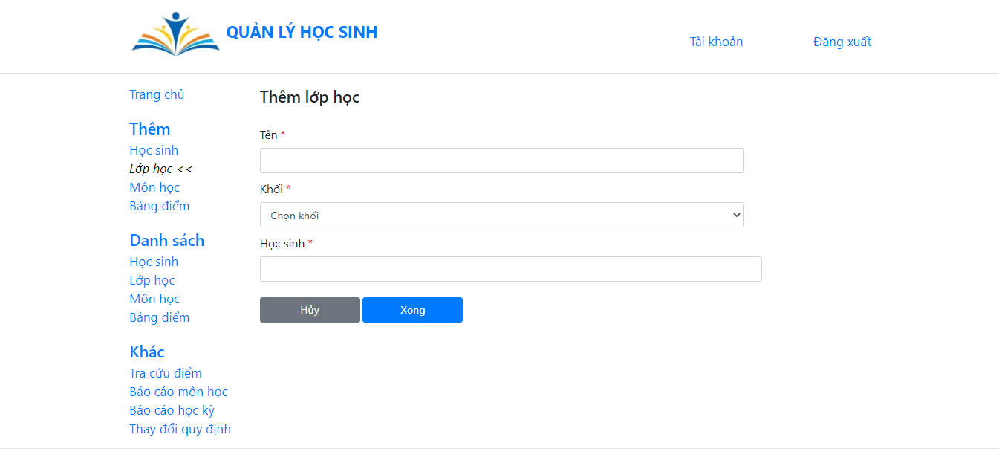 QUẢN LÝ HỌC SINH
Tài khoản
Đăng xuất
Trang chủ
Thêm
Học sinh
Lớp học <<
Môn học
Bảng điểm
Danh sách
Học sinh
Lớp học
Môn học
Bảng điểm
Khác
Tra cứu điểm
Báo cáo môn học
Báo cáo học kỳ
Thay đổi quy định
Thêm lớp học
Tên *
Khối *
Chọn khối
Học sinh *
Hủy
Xong